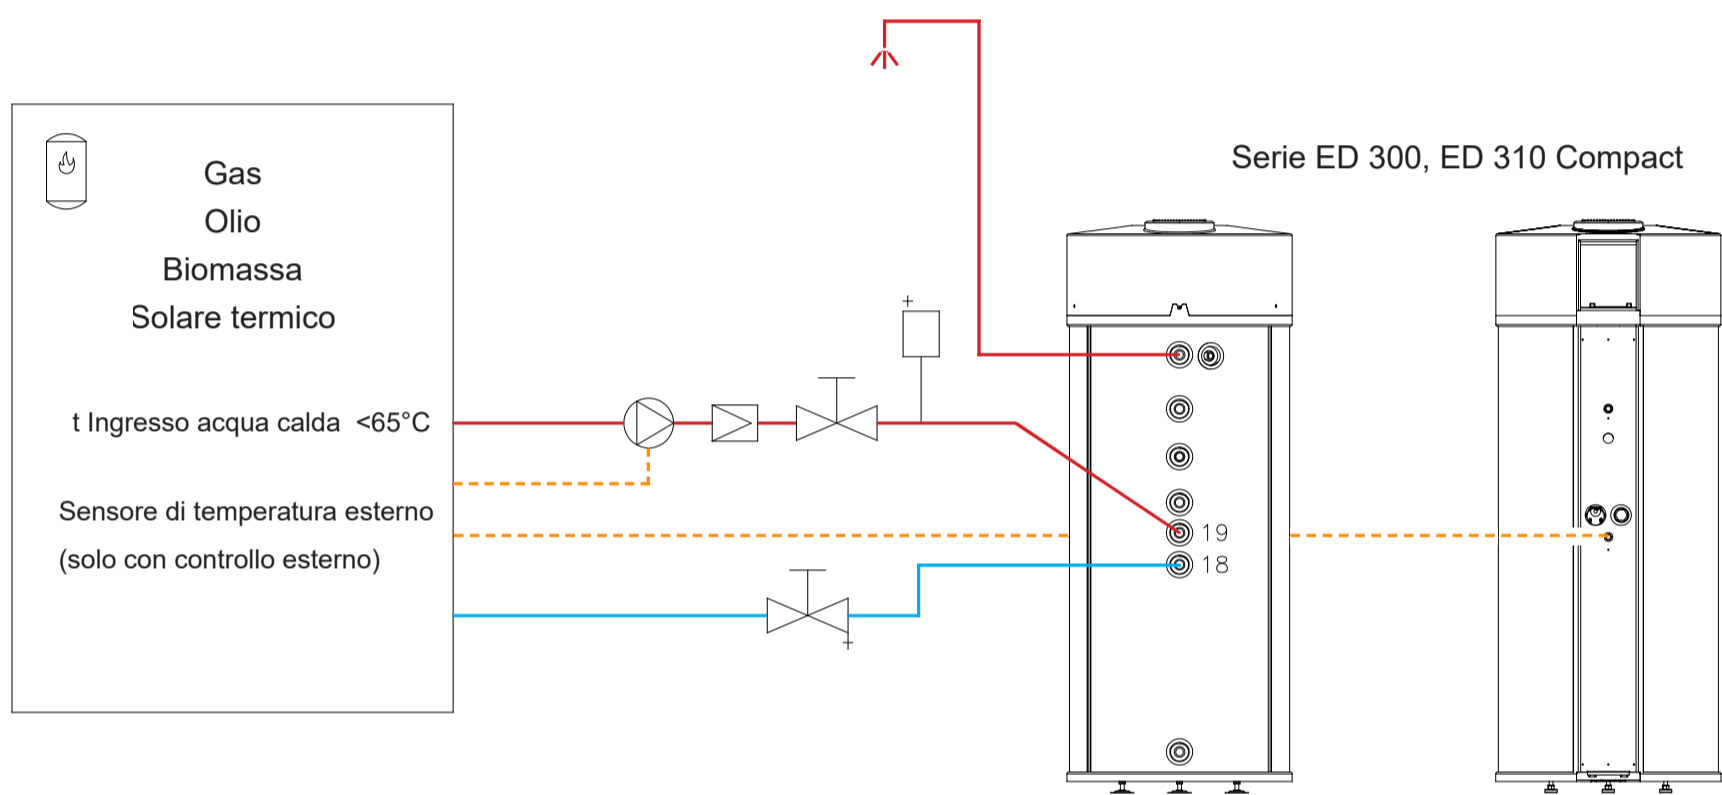 Serie ED 300, ED 310 Compact
Gas
Olio
Biomassa
Solare termico
t Ingresso acqua calda <65°C
Sensore di temperatura esterno
(solo con controllo esterno)
19
18